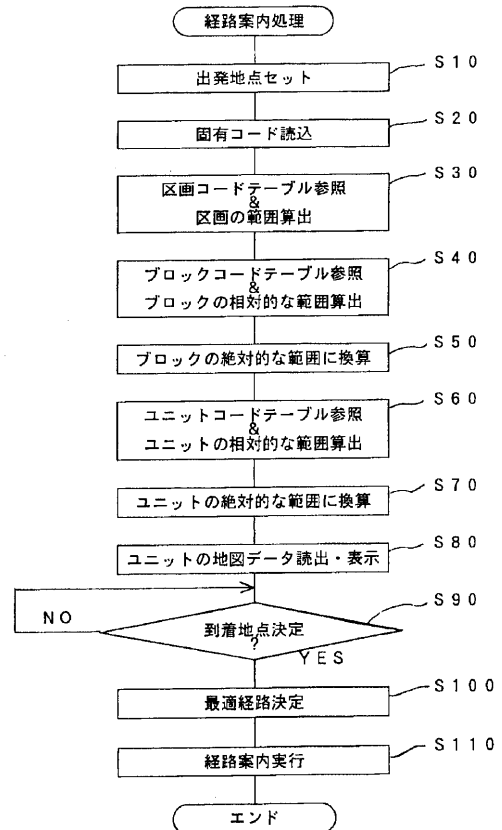 経路案内処理
S10
出発地点セット
S20
固有コード読込
S30
区画コードテーブル参照
&
区画の範囲算出
S40
ブロックコードテーブル参照
&
ブロックの相対的な範囲算出
S50
ブロックの絶対的な範囲に換算
S60
ユニットコードテーブル参照
&
ユニットの相対的な範囲算出
S70
ユニットの絶対的な範囲に換算
S80
ユニットの地図データ読出・表示
S90
NO
到着地点決定
?
YES
S100
最適経路決定
S110
経路案内実行
エンド